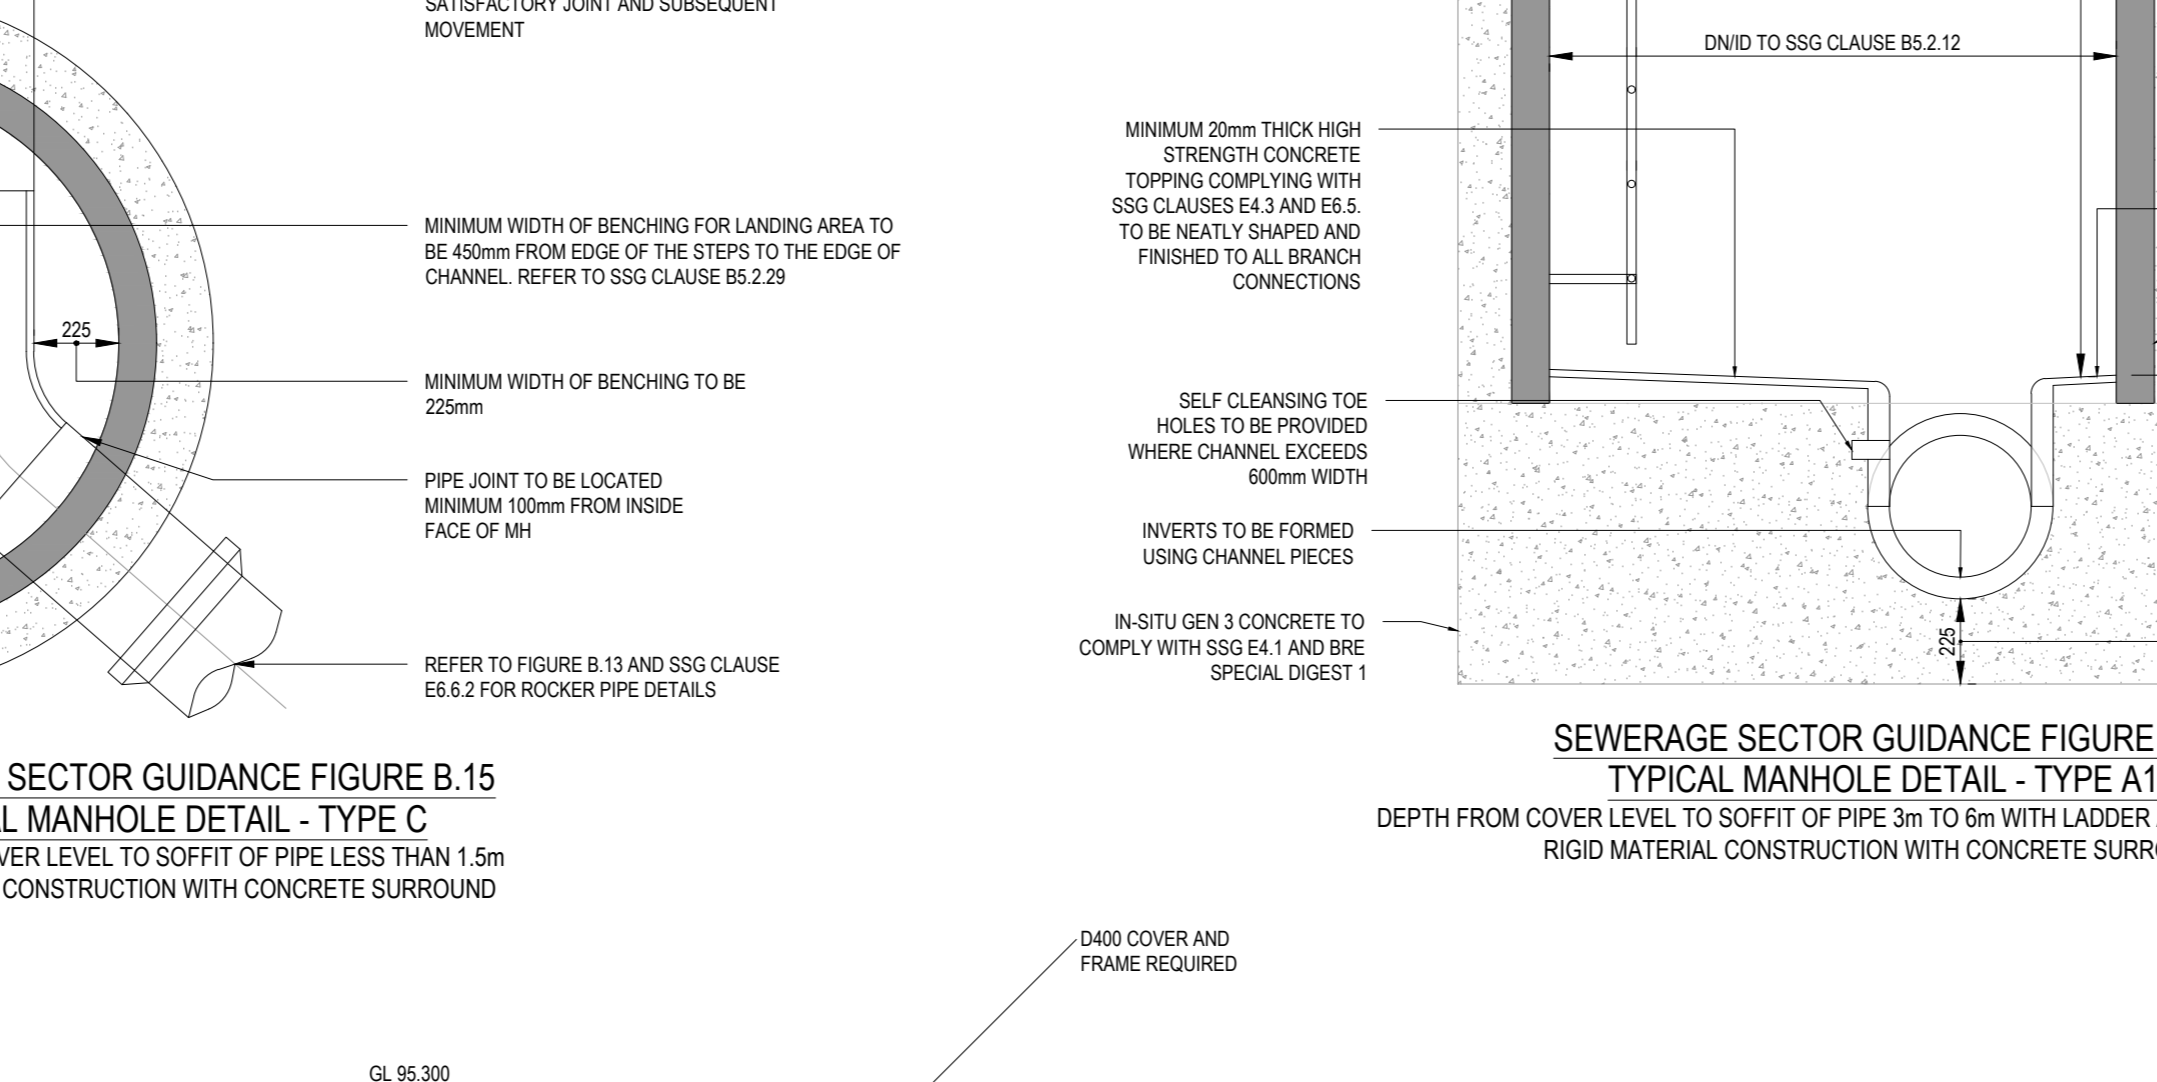 SATISFACTORY JOINT AND SUBSEQUENT
MOVEMENT
MINIMUM WIDTH OF BENCHING FOR LANDING AREA TO
BE 450mm FROM EDGE OF THE STEPS TO THE EDGE OF
CHANNEL. REFER TO SSG CLAUSE B5.2.29
225
MINIMUM WIDTH OF BENCHING TO BE
225mm
PIPE JOINT TO BE LOCATED
MINIMUM 100mm FROM INSIDE
FACE OF MH
REFER TO FIGURE B.13 AND SSG CLAUSE
E6.6.2 FOR ROCKER PIPE DETAILS
SECTOR GUIDANCE FIGURE B.15
AL MANHOLE DETAIL - TYPE C
VER LEVEL TO SOFFIT OF PIPE LESS THAN 1.5m
CONSTRUCTION WITH CONCRETE SURROUND
DN/ID TO SSG CLAUSE B5.2.12
MINIMUM 20mm THICK HIGH
STRENGTH CONCRETE
TOPPING COMPLYING WITH
SSG CLAUSES E4.3 AND E6.5.
TO BE NEATLY SHAPED AND
FINISHED TO ALL BRANCH
CONNECTIONS
SELF CLEANSING TOE
HOLES TO BE PROVIDED
WHERE CHANNEL EXCEEDS
600mm WIDTH
INVERTS TO BE FORMED
USING CHANNEL PIECES
IN-SITU GEN 3 CONCRETE TO
COMPLY WITH SSG E4.1 AND BRE
SPECIAL DIGEST 1
225
SEWERAGE SECTOR GUIDANCE FIGURE
TYPICAL MANHOLE DETAIL - TYPE A1
DEPTH FROM COVER LEVEL TO SOFFIT OF PIPE 3m TO 6m WITH LADDER
RIGID MATERIAL CONSTRUCTION WITH CONCRETE SURR
D400 COVER AND
FRAME REQUIRED
GL 95.300